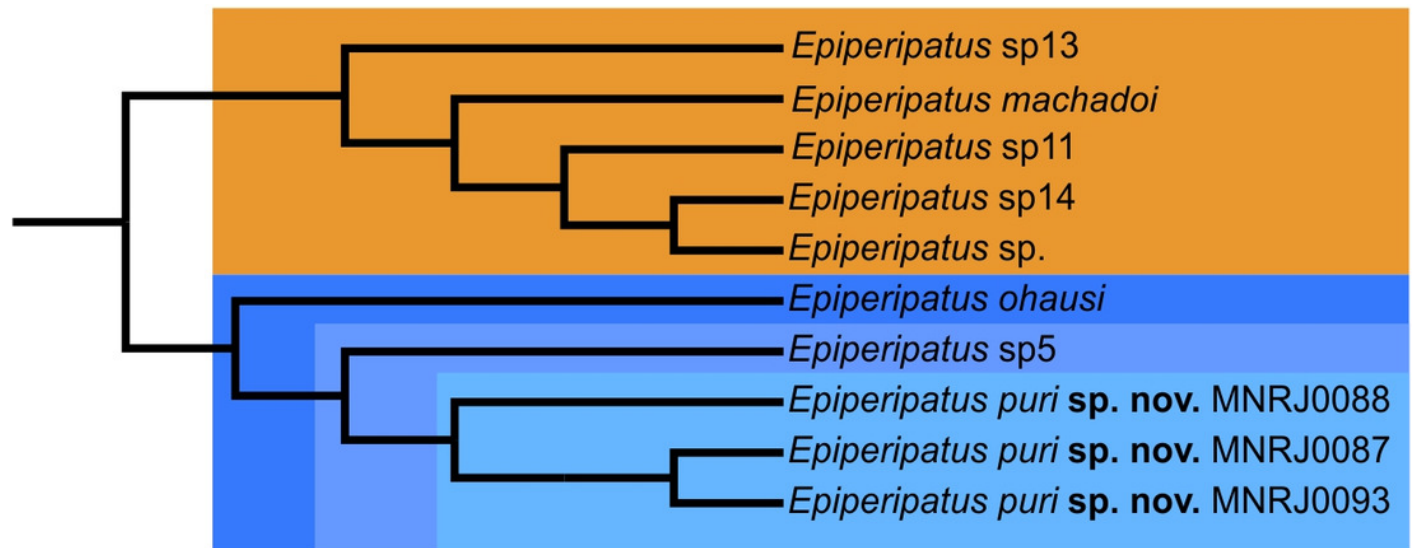 Epiperipatus sp13
Epiperipatus machadoi
Epiperipatus sp11
Epiperipatus sp14
Epiperipatus sp.
Epiperipatus ohausi
Epiperipatus sp5
Epiperipatus puri sp. nov. MNRJ0088
Epiperipatus puri sp. nov. MNRJ0087
Epiperipatus puri sp. nov. MNRJ0093